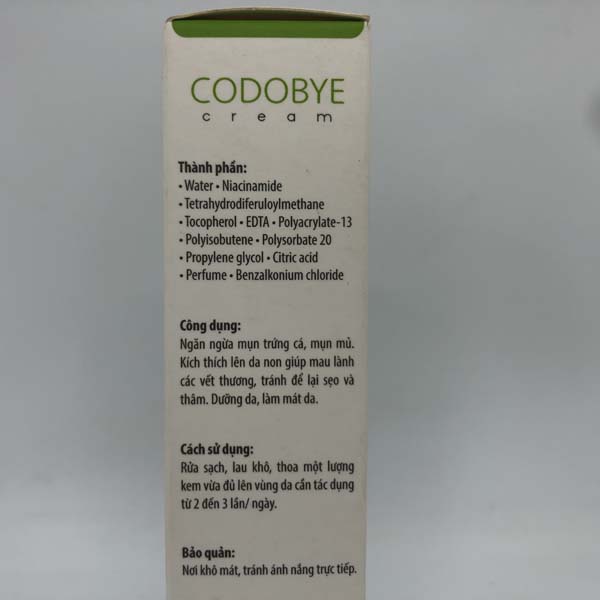 CODOBYE
cream
Thành phần:
• Water • Niacinamide
• Tetrahydrodiferuloylmethane
• Tocopherol • EDTA • Polyacrylate-13
• Polyisobutene • Polysorbate 20
• Propylene glycol • Citric acid
• Perfume • Benzalkonium chloride
Công dụng:
Ngăn ngừa mụn trứng cá, mụn mủ.
Kích thích lên da non giúp mau lành
các vết thương, tránh để lại sẹo và
thâm. Dưỡng da, làm mát da.
Cách sử dụng:
Rửa sạch, lau khô, thoa một lượng
kem vừa đủ lên vùng da cần tác dụng
từ 2 đến 3 lần/ ngày.
Bảo quản:
Nơi khô mát, tránh ánh nắng trực tiếp.